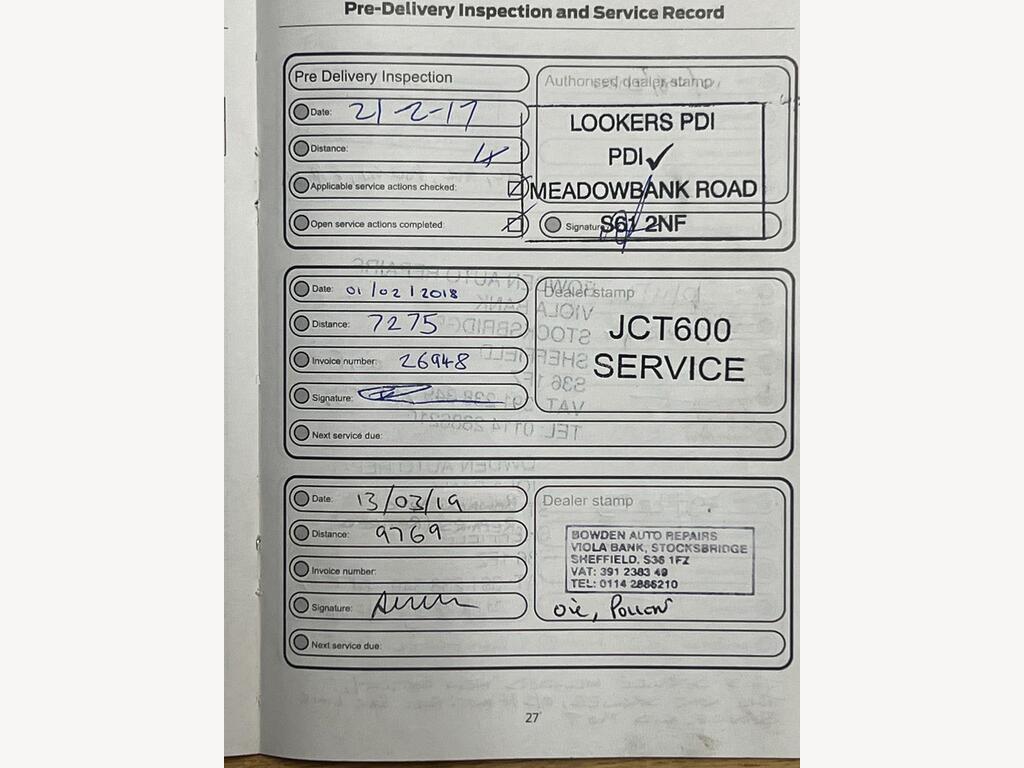 Pre-Delivery Inspection and Service Record
Pre Delivery Inspection
Date: 21-2-17
Distance: 4
Applicable service actions checked:
Open service actions completed:
Authorised dealer stamp
LOOKERS PDI
PDI✓
MEADOWBANK ROAD
S61 2NF
Signature
Date: 01/02/2018
Distance: 7275
Invoice number: 26948
Signature:
Next service due:
Dealer stamp
JCT600
SERVICE
Date: 13/03/19
Distance: 9769
Invoice number:
Signature:
Next service due:
Dealer stamp
BOWDEN AUTO REPAIRS
VIOLA BANK, STOCKSBRIDGE
SHEFFIELD. S36 1FZ
VAT: 391 2383 49
TEL: 0114 2886210
27